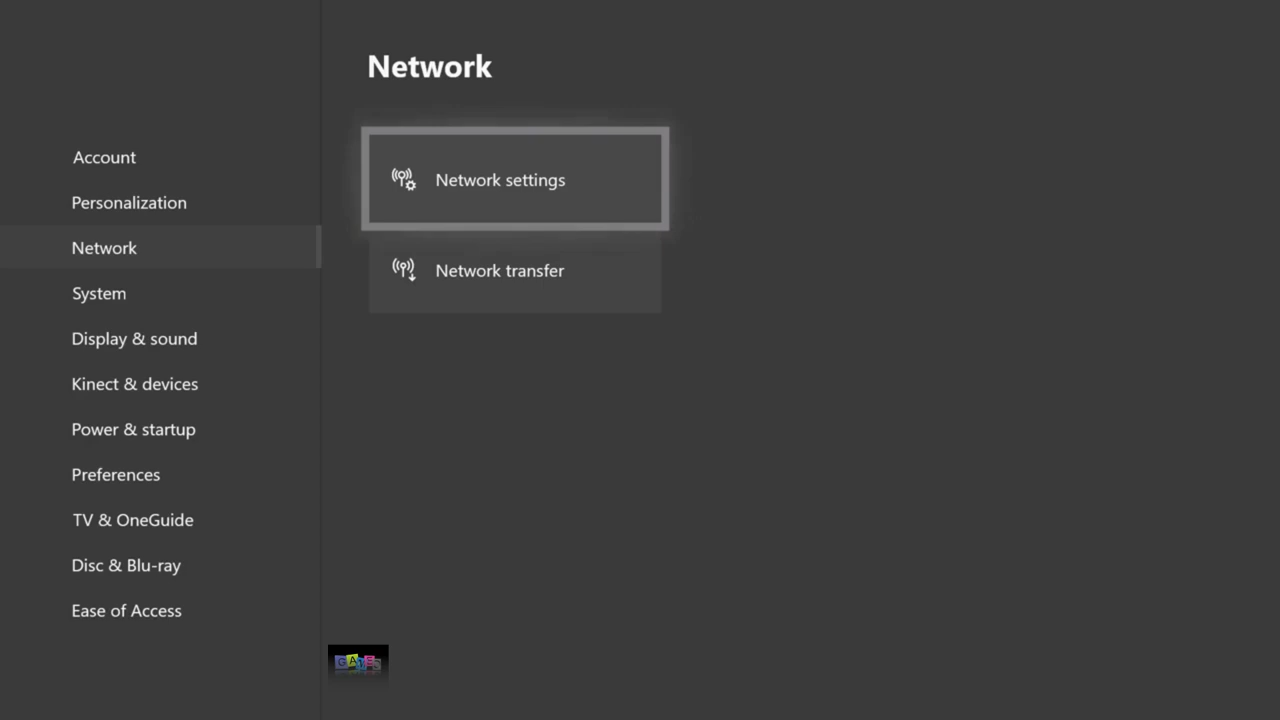 Network
Account
Personalization
Network
System
Display & sound
Kinect & devices
Power & startup
Preferences
TV & OneGuide
Disc & Blu-ray
Ease of Access
Network settings
Network transfer